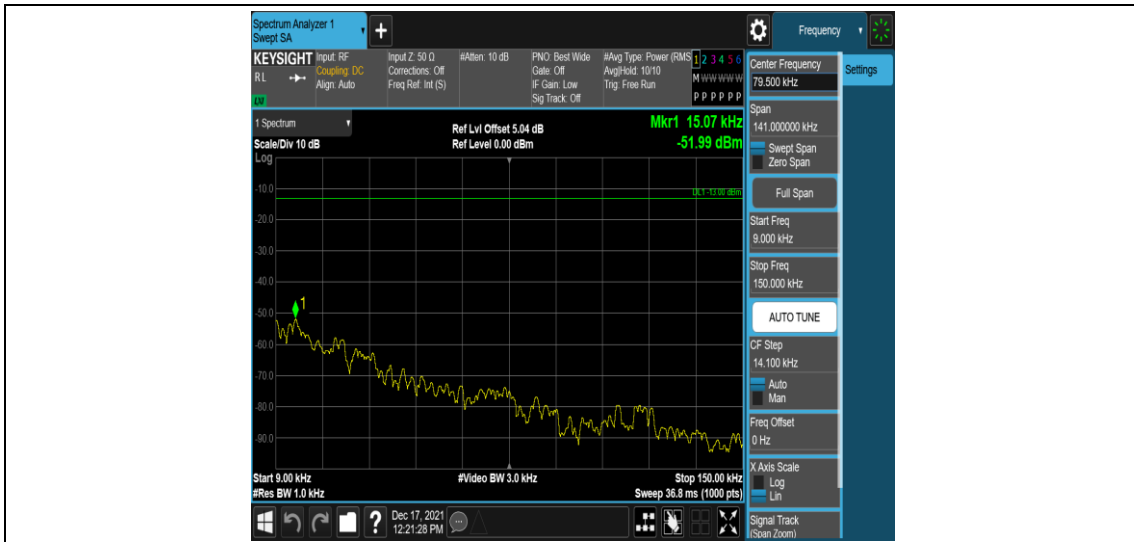 Spectrum Analyzer 1
Swept SA
+
Frequency
KEYSIGHT
RL
LXI
Input: RF
Coupling: DC
Align: Auto
Input Z: 50 Ω
Corrections: Off
Freq Ref: Int (S)
#Atten: 10 dB
PNO: Best Wide
Gate: Off
IF Gain: Low
Sig Track: Off
#Avg Type: Power (RMS
Avg|Hold: 10/10
Trig: Free Run
1 2 3 4 5 6
M W W W W W
P P P P P P
Center Frequency
79.500 kHz
Settings
Span
141.000000 kHz
Swept Span
Zero Span
Full Span
Start Freq
9.000 kHz
Stop Freq
150.000 kHz
AUTO TUNE
CF Step
14.100 kHz
Auto
Man
Freq Offset
0 Hz
X Axis Scale
Log
Lin
Signal Track
(Span Zoom)
1 Spectrum
Scale/Div 10 dB
Log
Ref Lvl Offset 5.04 dB
Ref Level 0.00 dBm
Mkr1 15.07 kHz
-51.99 dBm
DL1 -13.00 dBm
-10.0
-20.0
-30.0
-40.0
-50.0
-60.0
-70.0
-80.0
-90.0
1
Start 9.00 kHz
#Res BW 1.0 kHz
#Video BW 3.0 kHz
Stop 150.00 kHz
Sweep 36.8 ms (1000 pts)
?
Dec 17, 2021
12:21:28 PM